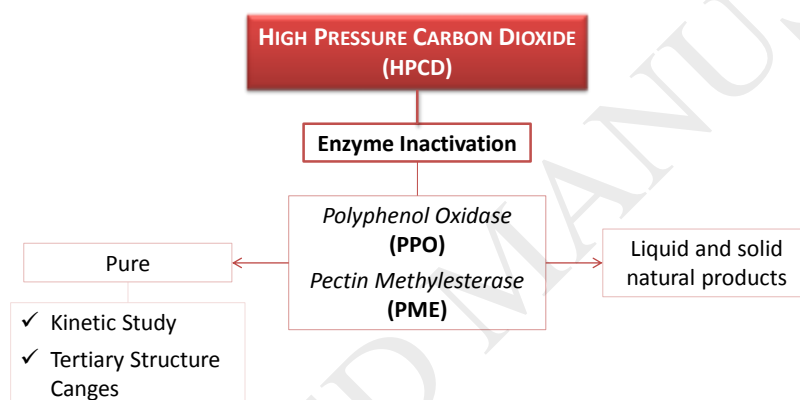 HIGH PRESSURE CARBON DIOXIDE
(HPCD)
Enzyme Inactivation
Polyphenol Oxidase
(PPO)
Pectin Methylesterase
(PME)
Pure
✓ Kinetic Study
✓ Tertiary Structure
Canges
Liquid and solid
natural products